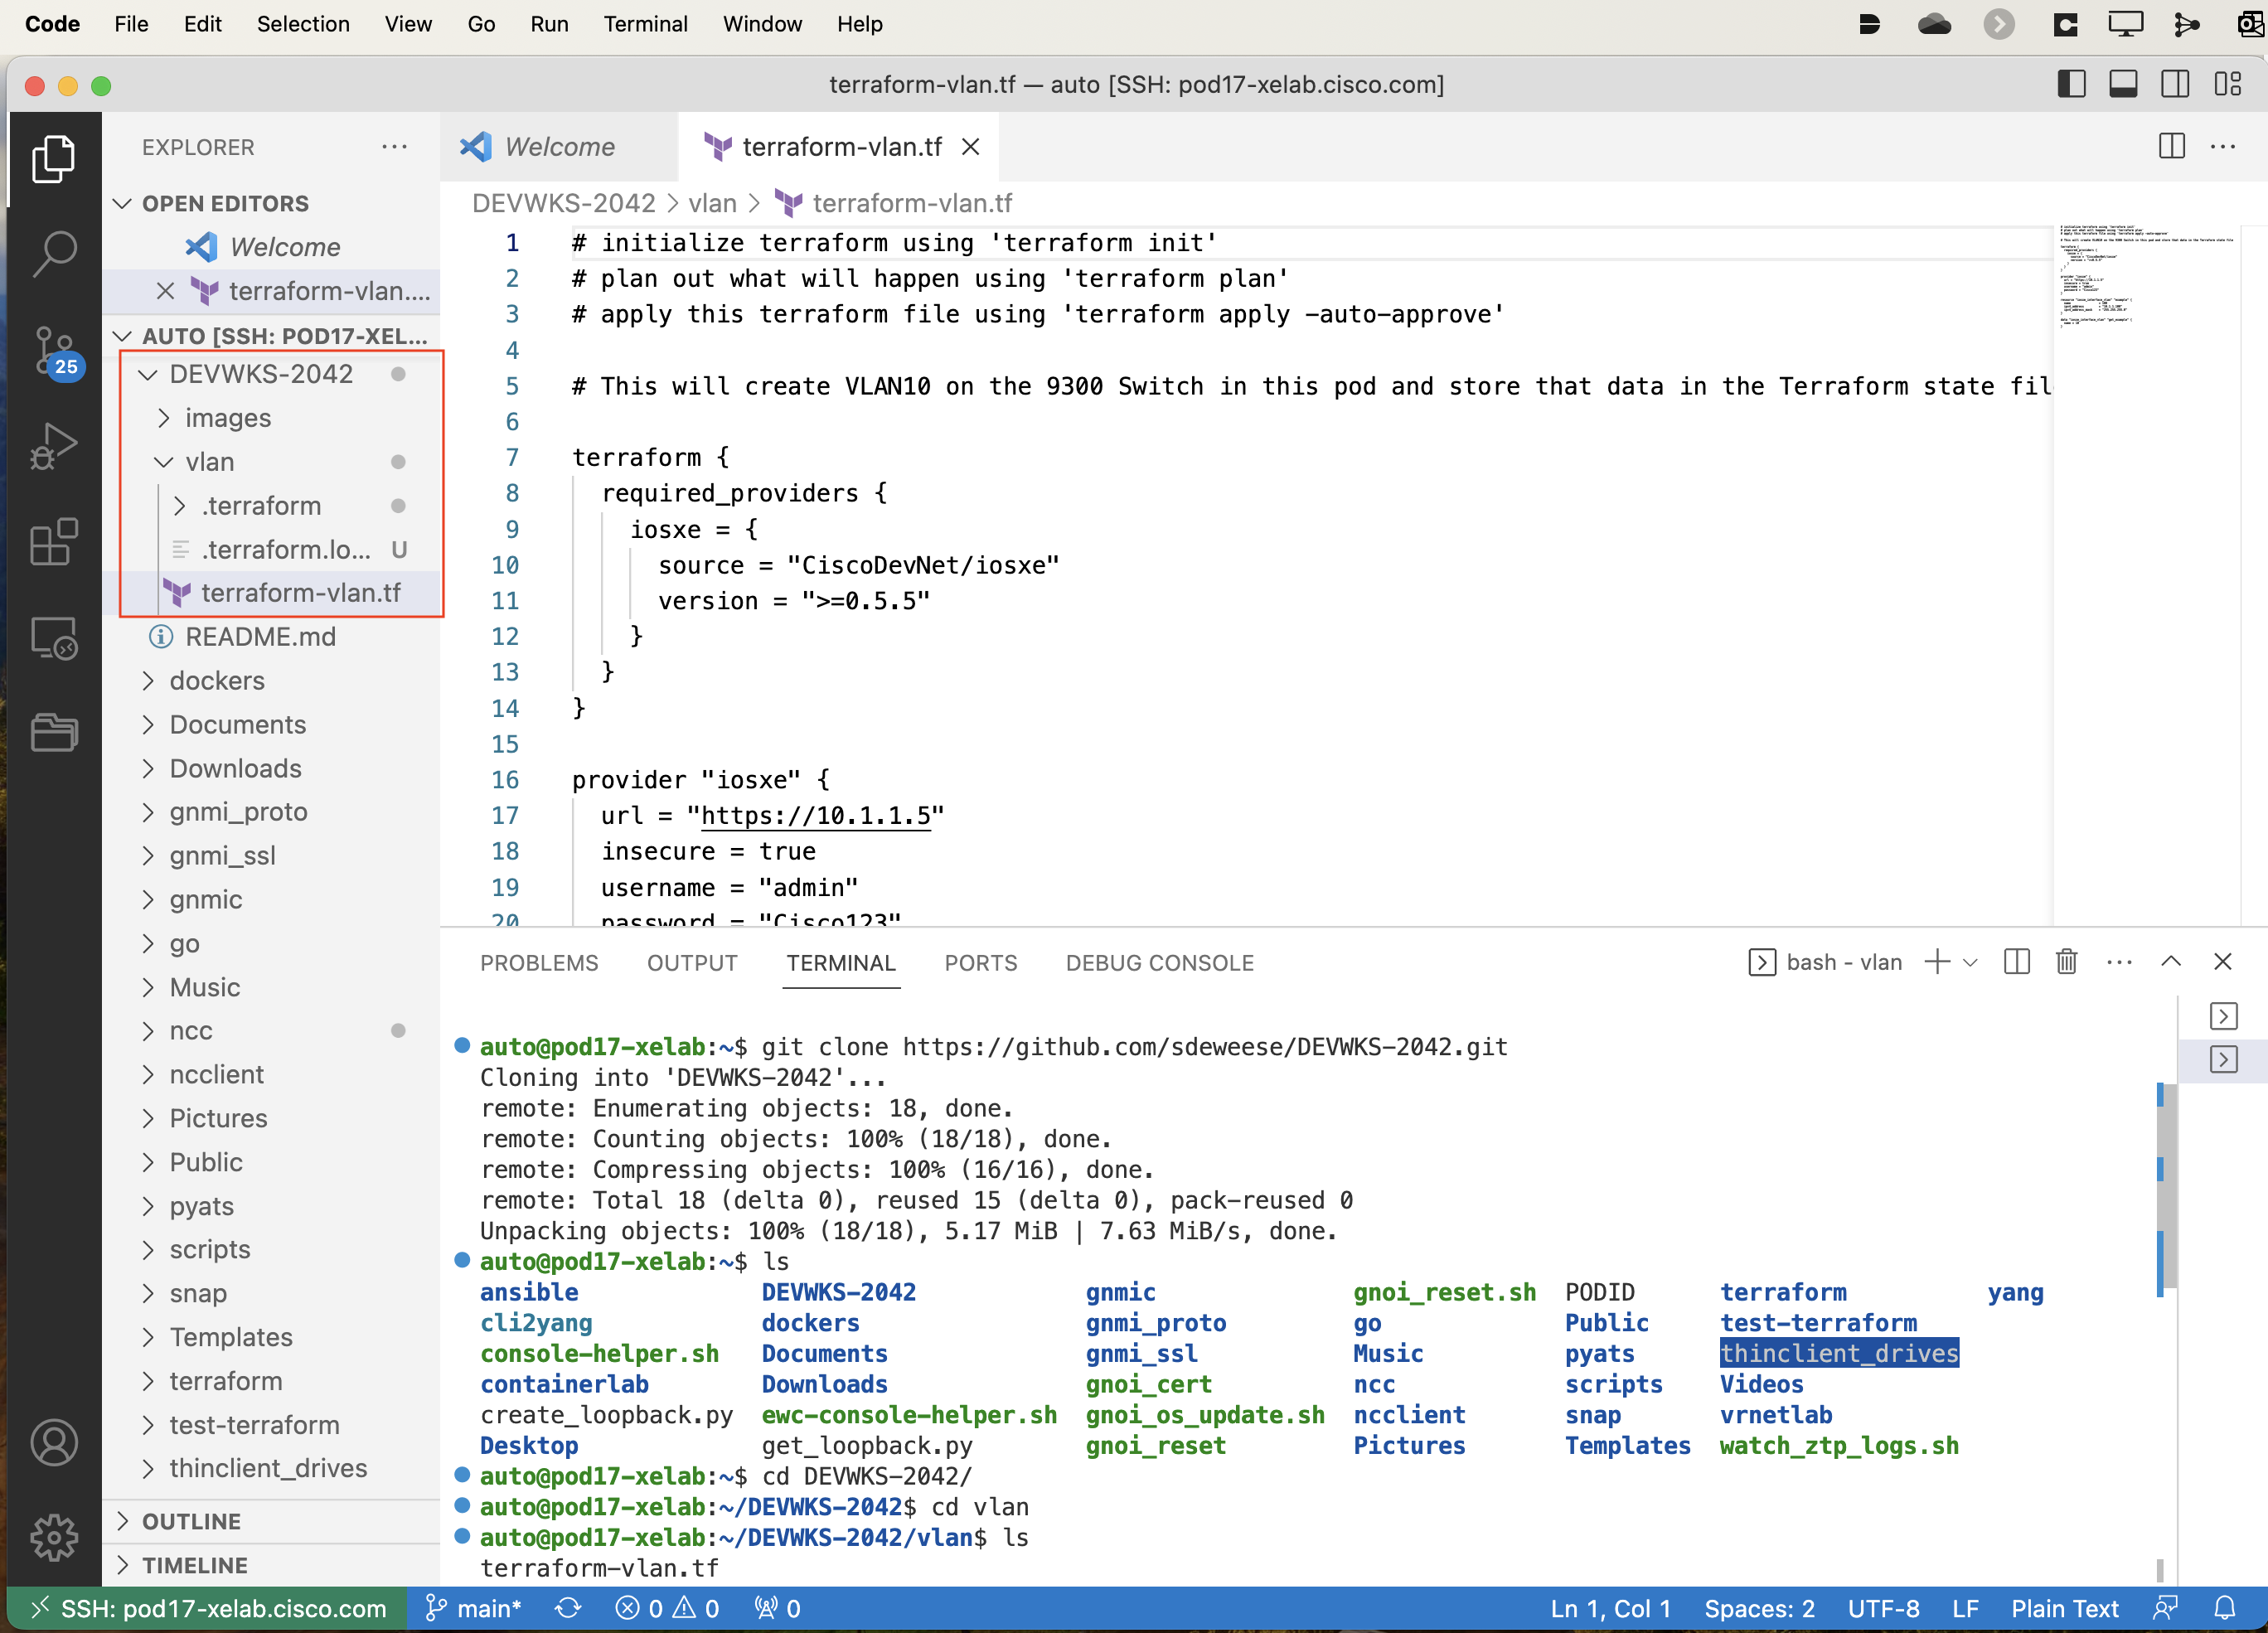 Code File Edit Selection View Go Run Terminal Window Help
terraform-vlan.tf — auto [SSH: pod17-xelab.cisco.com]
EXPLORER
OPEN EDITORS
Welcome
terraform-vlan....
AUTO [SSH: POD17-XEL...
DEVWKS-2042
images
vlan
.terraform
.terraform.lo... U
terraform-vlan.tf
README.md
dockers
Documents
Downloads
gnmi_proto
gnmi_ssl
gnmic
go
Music
ncc
ncclient
Pictures
Public
pyats
scripts
snap
Templates
terraform
test-terraform
thinclient_drives
OUTLINE
TIMELINE
25
Welcome terraform-vlan.tf
DEVWKS-2042 > vlan > terraform-vlan.tf
1 # initialize terraform using 'terraform init'
2 # plan out what will happen using 'terraform plan'
3 # apply this terraform file using 'terraform apply -auto-approve'
4
5 # This will create VLAN10 on the 9300 Switch in this pod and store that data in the Terraform state fil
6
7 terraform {
8 required_providers {
9 iosxe = {
10 source = "CiscoDevNet/iosxe"
11 version = ">=0.5.5"
12 }
13 }
14 }
15
16 provider "iosxe" {
17 url = "https://10.1.1.5"
18 insecure = true
19 username = "admin"
20 password = "Cisco123"
PROBLEMS OUTPUT TERMINAL PORTS DEBUG CONSOLE bash - vlan
auto@pod17-xelab:~$ git clone https://github.com/sdeweese/DEVWKS-2042.git
Cloning into 'DEVWKS-2042'...
remote: Enumerating objects: 18, done.
remote: Counting objects: 100% (18/18), done.
remote: Compressing objects: 100% (16/16), done.
remote: Total 18 (delta 0), reused 15 (delta 0), pack-reused 0
Unpacking objects: 100% (18/18), 5.17 MiB | 7.63 MiB/s, done.
auto@pod17-xelab:~$ ls
ansible DEVWKS-2042 gnmic gnoi_reset.sh PODID terraform yang
cli2yang dockers gnmi_proto go Public test-terraform
console-helper.sh Documents gnmi_ssl Music pyats thinclient_drives
containerlab Downloads gnoi_cert ncc scripts Videos
create_loopback.py ewc-console-helper.sh gnoi_os_update.sh ncclient snap vrnetlab
Desktop get_loopback.py gnoi_reset Pictures Templates watch_ztp_logs.sh
auto@pod17-xelab:~$ cd DEVWKS-2042/
auto@pod17-xelab:~/DEVWKS-2042$ cd vlan
auto@pod17-xelab:~/DEVWKS-2042/vlan$ ls
terraform-vlan.tf
SSH: pod17-xelab.cisco.com main* 0 0 0 Ln 1, Col 1 Spaces: 2 UTF-8 LF Plain Text